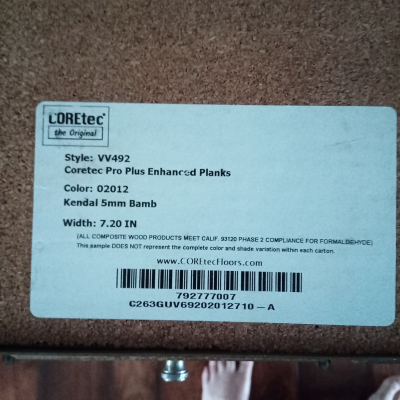 COREtec
the Original
Style: VV492
Coretec Pro Plus Enhanced Planks
Color: 02012
Kendal 5mm Bamb
Width: 7.20 IN
(ALL COMPOSITE WOOD PRODUCTS MEET CALIF. 93120 PHASE 2 COMPLIANCE FOR FORMALDEHYDE)
This sample DOES NOT represent the complete color and shade variation within each carton.
www.COREtecFloors.com
792777007
C263GUV69202012710-A